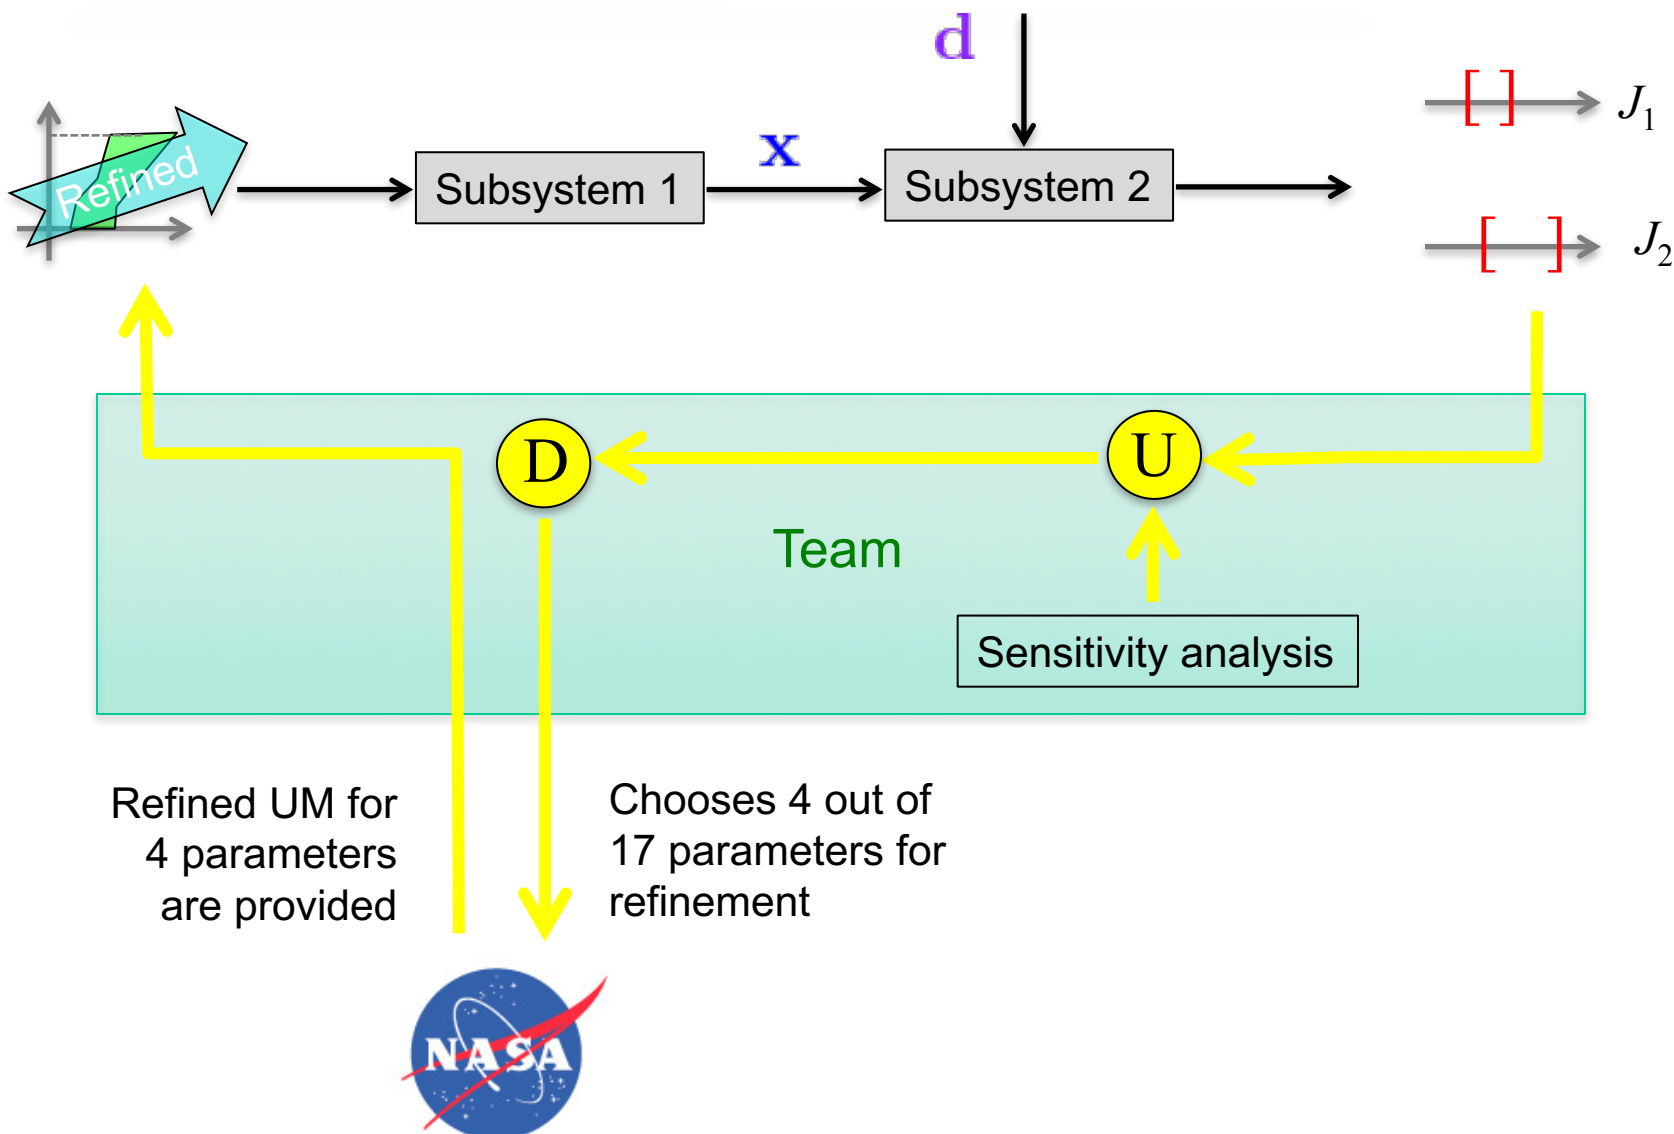 d
J1
Refined
Subsystem 1
x
Subsystem 2
J2
D
U
Team
Sensitivity analysis
Refined UM for
4 parameters
are provided
Chooses 4 out of
17 parameters for
refinement
NASA